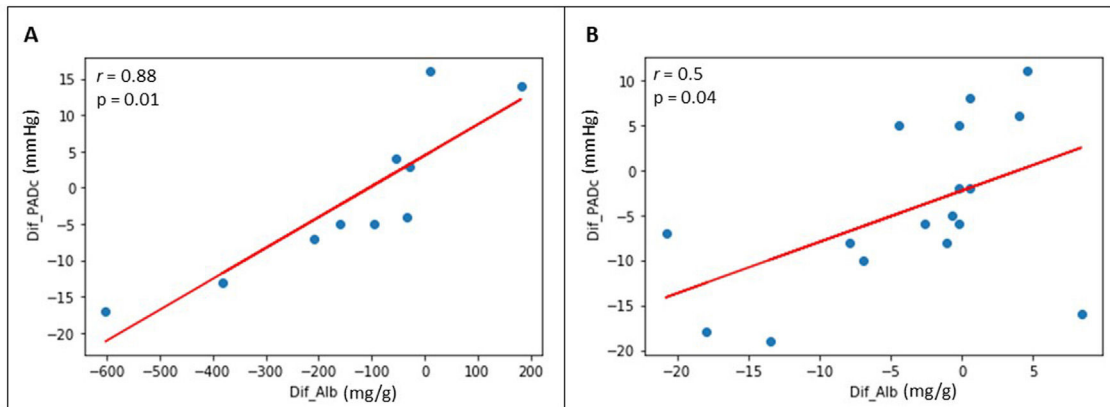 A
r = 0.88
p = 0.01
15
10
5
0
−5
−10
−15
−20
Dif_PADc (mmHg)
−600 −500 −400 −300 −200 −100 0 100 200
Dif_Alb (mg/g)
B
r = 0.5
p = 0.04
10
5
0
−5
−10
−15
−20
Dif_PADc (mmHg)
−20 −15 −10 −5 0 5
Dif_Alb (mg/g)